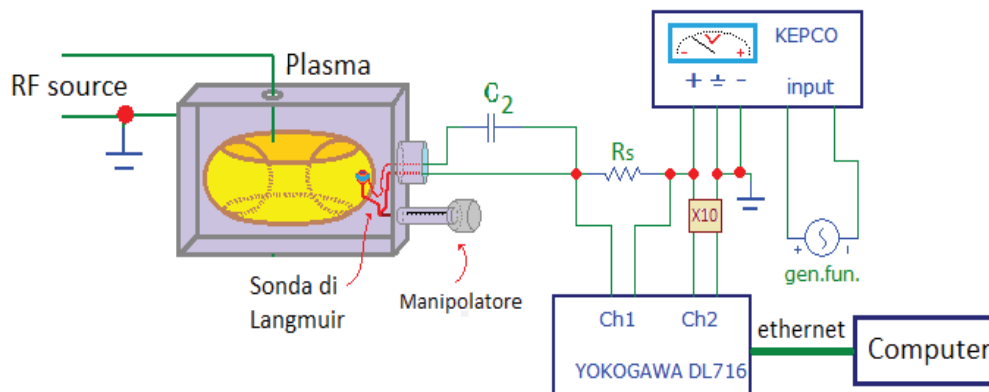 RF source
Plasma
C2
Rs
KEPCO
- V +
+ ± −
input
X10
+ −
gen.fun.
Sonda di
Langmuir
Manipolatore
Ch1 Ch2
YOKOGAWA DL716
ethernet
Computer